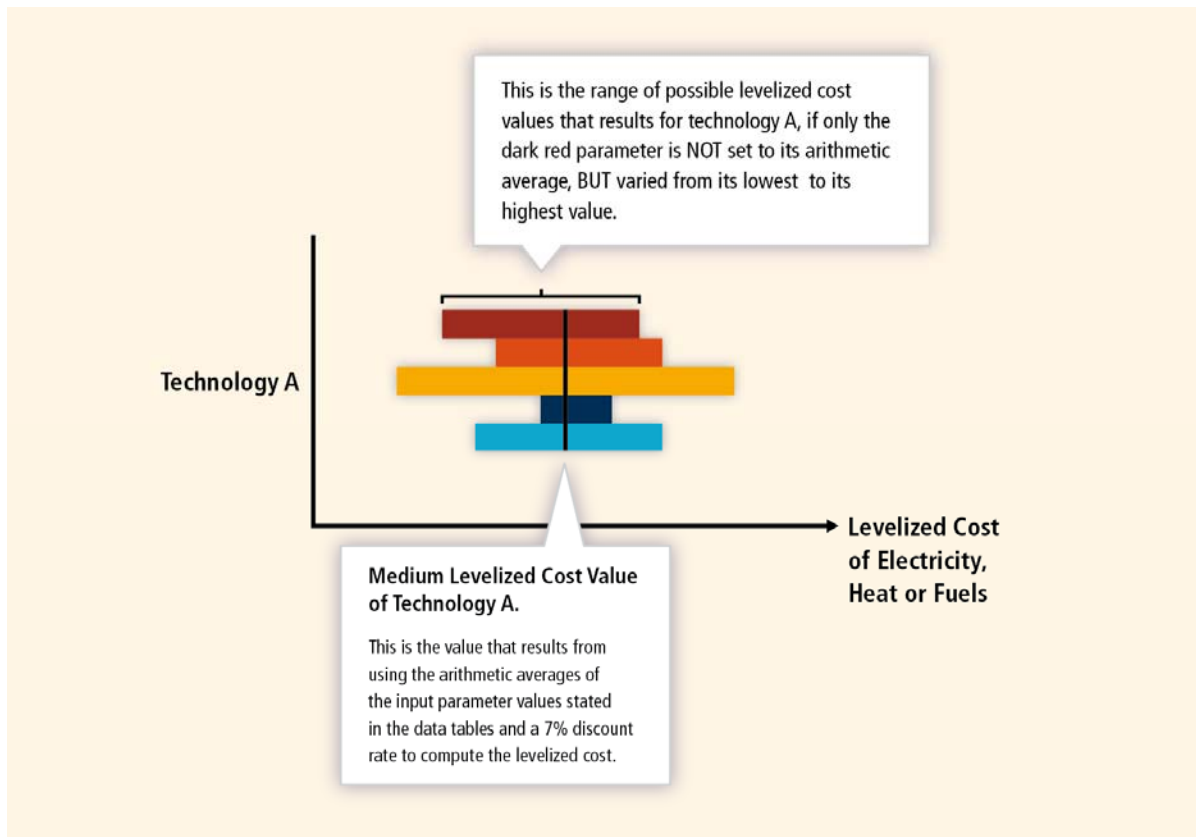 This is the range of possible levelized cost
values that results for technology A, if only the
dark red parameter is NOT set to its arithmetic
average, BUT varied from its lowest to its
highest value.
Technology A
Levelized Cost
of Electricity,
Heat or Fuels
Medium Levelized Cost Value
of Technology A.
This is the value that results from
using the arithmetic averages of
the input parameter values stated
in the data tables and a 7% discount
rate to compute the levelized cost.